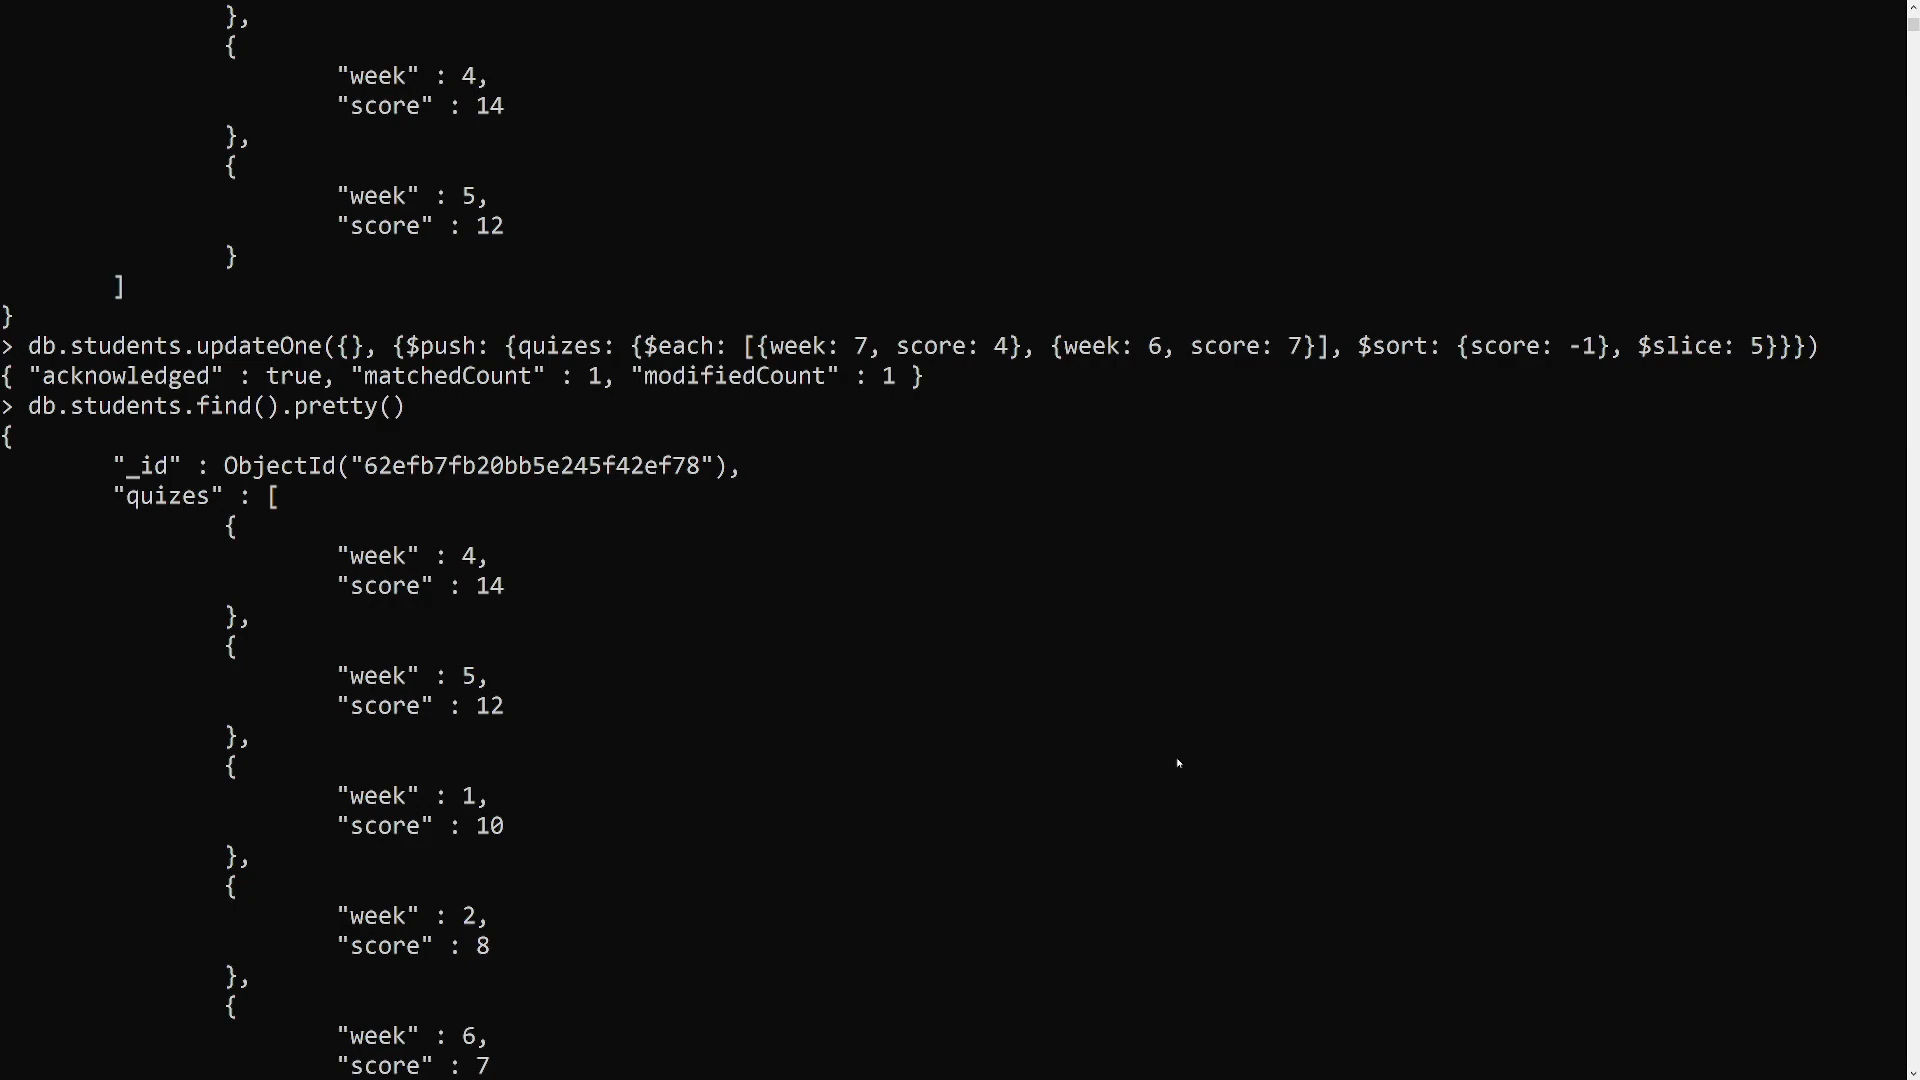 },
{
"week" : 4,
"score" : 14
},
{
"week" : 5,
"score" : 12
}
]
}
> db.students.updateOne({}, {$push: {quizes: {$each: [{week: 7, score: 4}, {week: 6, score: 7}], $sort: {score: -1}, $slice: 5}}})
{ "acknowledged" : true, "matchedCount" : 1, "modifiedCount" : 1 }
> db.students.find().pretty()
{
"_id" : ObjectId("62efb7fb20bb5e245f42ef78"),
"quizes" : [
{
"week" : 4,
"score" : 14
},
{
"week" : 5,
"score" : 12
},
{
"week" : 1,
"score" : 10
},
{
"week" : 2,
"score" : 8
},
{
"week" : 6,
"score" : 7